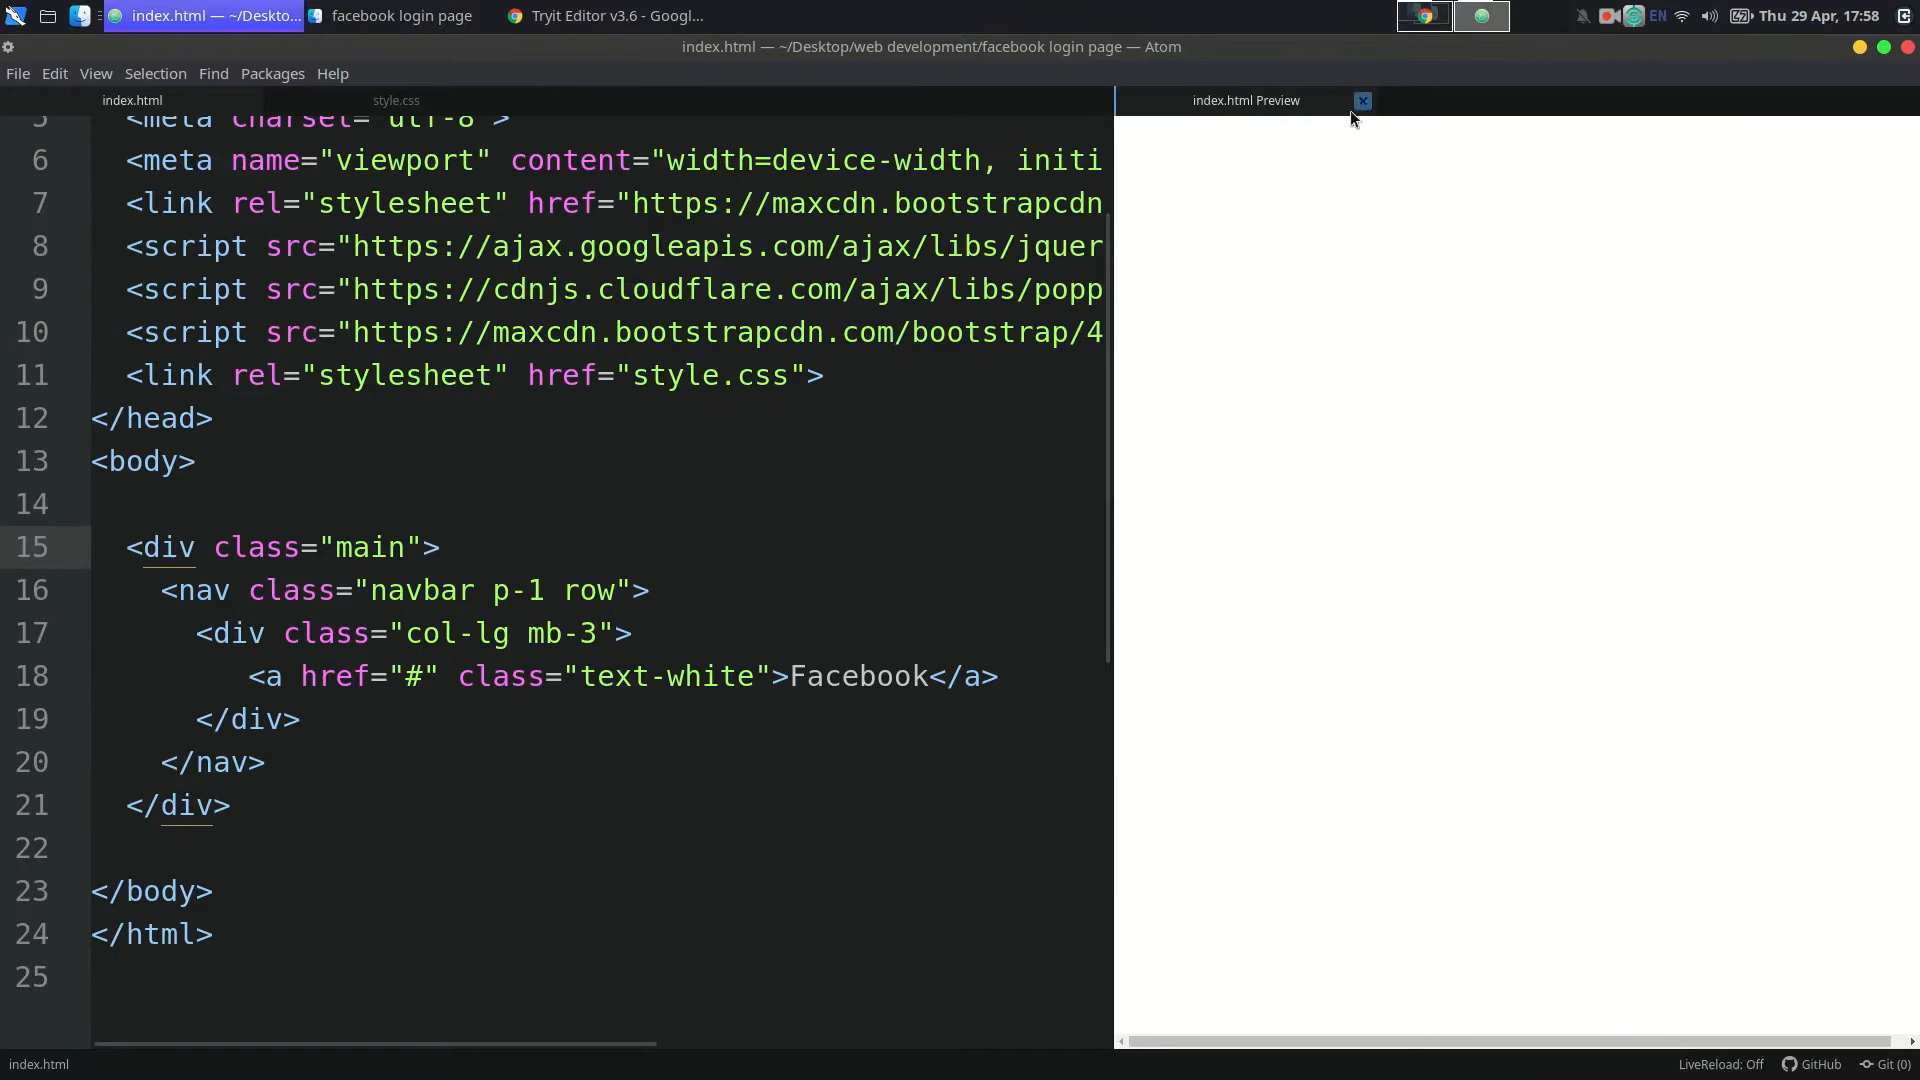 index.html — ~/Deskto...
facebook login page
Tryit Editor v3.6 - Googl...
EN
Thu 29 Apr, 17:58
index.html — ~/Desktop/web development/facebook login page — Atom
File Edit View Selection Find Packages Help
index.html
style.css
index.html Preview
5 <meta charset="utf-8">
6 <meta name="viewport" content="width=device-width, initi
7 <link rel="stylesheet" href="https://maxcdn.bootstrapcdn
8 <script src="https://ajax.googleapis.com/ajax/libs/jquer
9 <script src="https://cdnjs.cloudflare.com/ajax/libs/popp
10 <script src="https://maxcdn.bootstrapcdn.com/bootstrap/4
11 <link rel="stylesheet" href="style.css">
12 </head>
13 <body>
14
15 <div class="main">
16 <nav class="navbar p-1 row">
17 <div class="col-lg mb-3">
18 <a href="#" class="text-white">Facebook</a>
19 </div>
20 </nav>
21 </div>
22
23 </body>
24 </html>
25
index.html
LiveReload: Off
GitHub
Git (0)